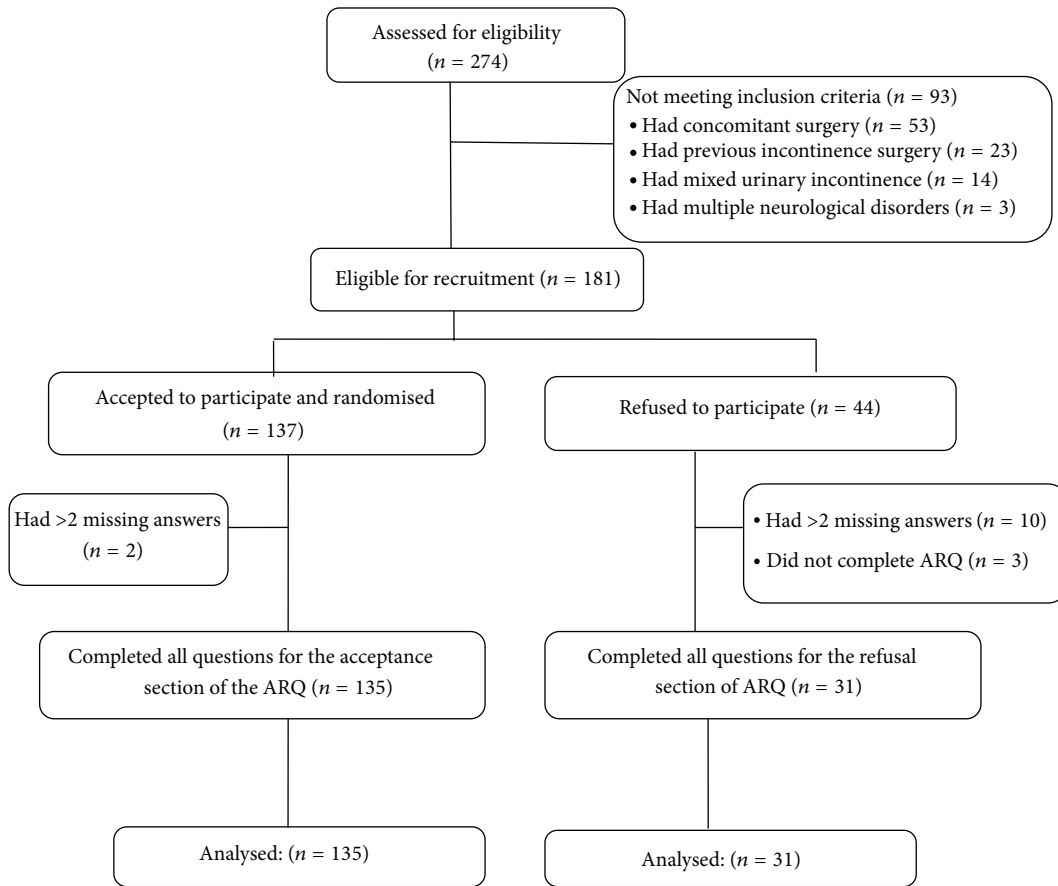 Assessed for eligibility
(n = 274)
Not meeting inclusion criteria (n = 93)
• Had concomitant surgery (n = 53)
• Had previous incontinence surgery (n = 23)
• Had mixed urinary incontinence (n = 14)
• Had multiple neurological disorders (n = 3)
Eligible for recruitment (n = 181)
Accepted to participate and randomised
(n = 137)
Refused to participate (n = 44)
Had >2 missing answers
(n = 2)
• Had >2 missing answers (n = 10)
• Did not complete ARQ (n = 3)
Completed all questions for the acceptance
section of the ARQ (n = 135)
Completed all questions for the refusal
section of ARQ (n = 31)
Analysed: (n = 135)
Analysed: (n = 31)